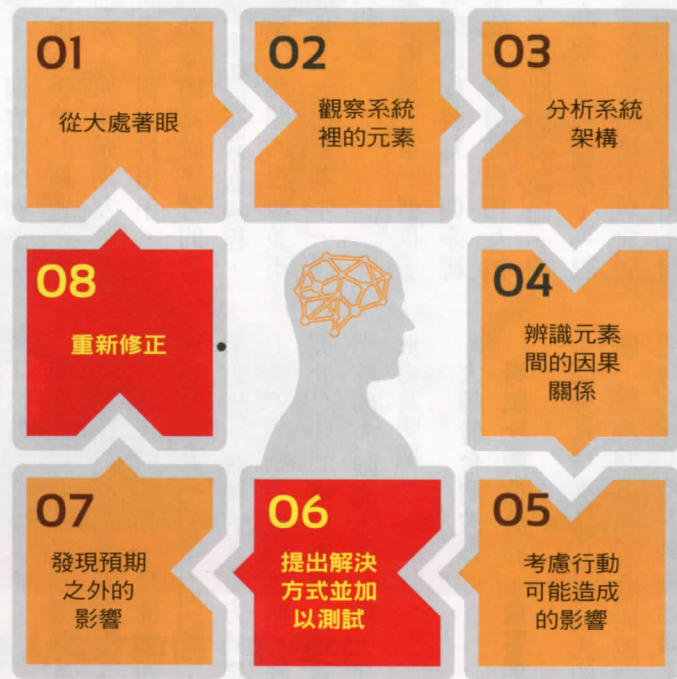 01
從大處著眼
02
觀察系統
裡的元素
03
分析系統
架構
04
辨識元素
間的因果
關係
05
考慮行動
可能造成
的影響
06
提出解決
方式並加
以測試
07
發現預期
之外的
影響
08
重新修正